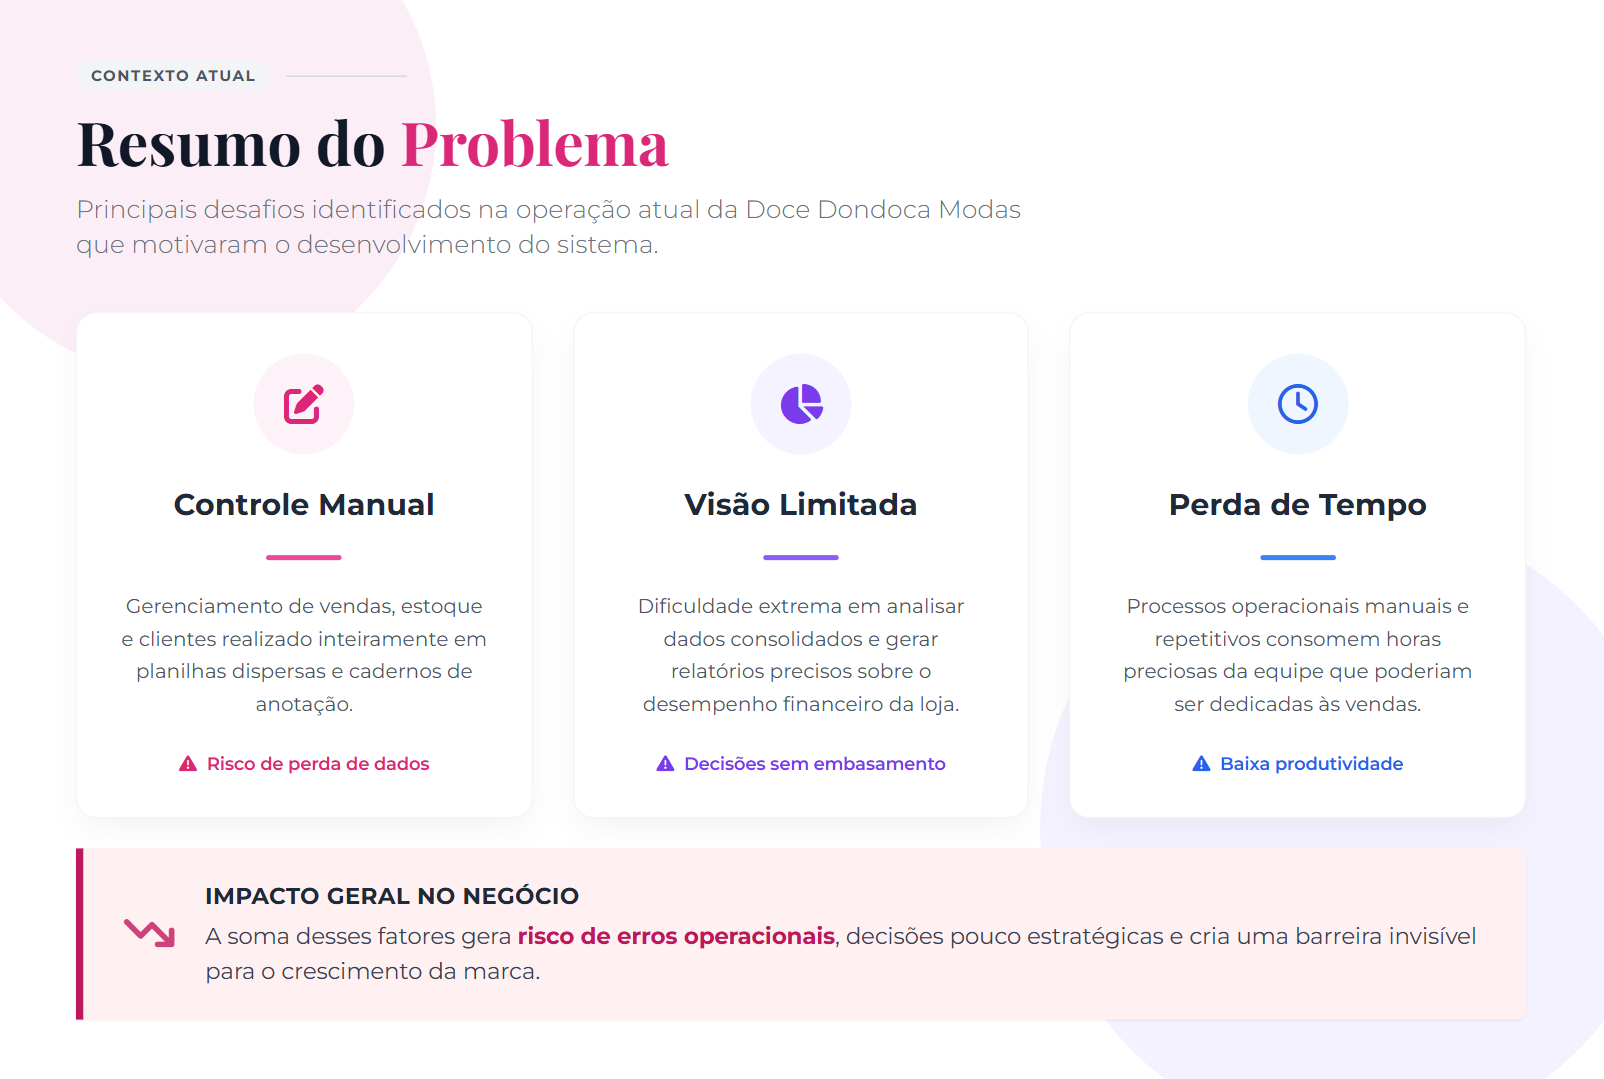 CONTEXTO ATUAL
Resumo do Problema
Principais desafios identificados na operação atual da Doce Dondoca Modas
que motivaram o desenvolvimento do sistema.
Controle Manual
Gerenciamento de vendas, estoque
e clientes realizado inteiramente em
planilhas dispersas e cadernos de
anotação.
Risco de perda de dados
Visão Limitada
Dificuldade extrema em analisar
dados consolidados e gerar
relatórios precisos sobre o
desempenho financeiro da loja.
Decisões sem embasamento
Perda de Tempo
Processos operacionais manuais e
repetitivos consomem horas
preciosas da equipe que poderiam
ser dedicadas às vendas.
Baixa produtividade
IMPACTO GERAL NO NEGÓCIO
A soma desses fatores gera risco de erros operacionais, decisões pouco estratégicas e cria uma barreira invisível
para o crescimento da marca.